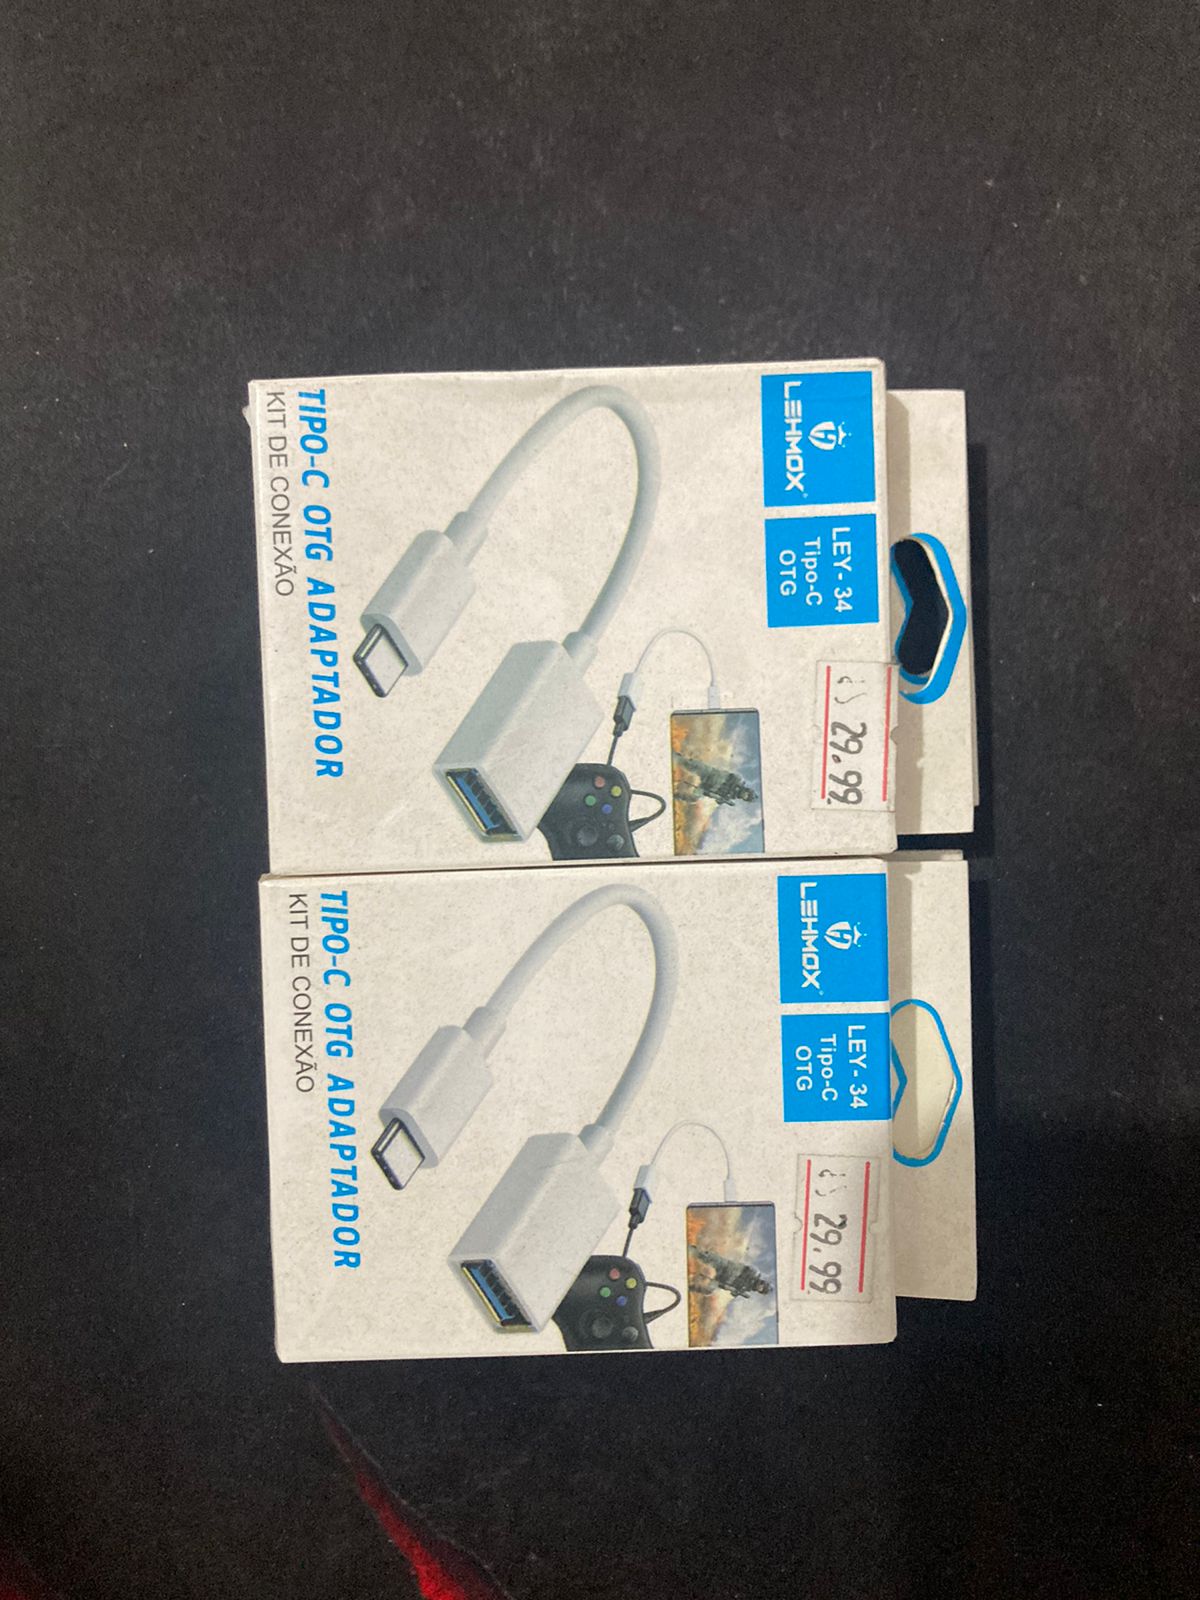 LEHMOX
LEY- 34
Tipo-C
OTG
29.99
TIPO-C OTG ADAPTADOR
KIT DE CONEXÃO
LEHMOX
LEY- 34
Tipo-C
OTG
29.99
TIPO-C OTG ADAPTADOR
KIT DE CONEXÃO